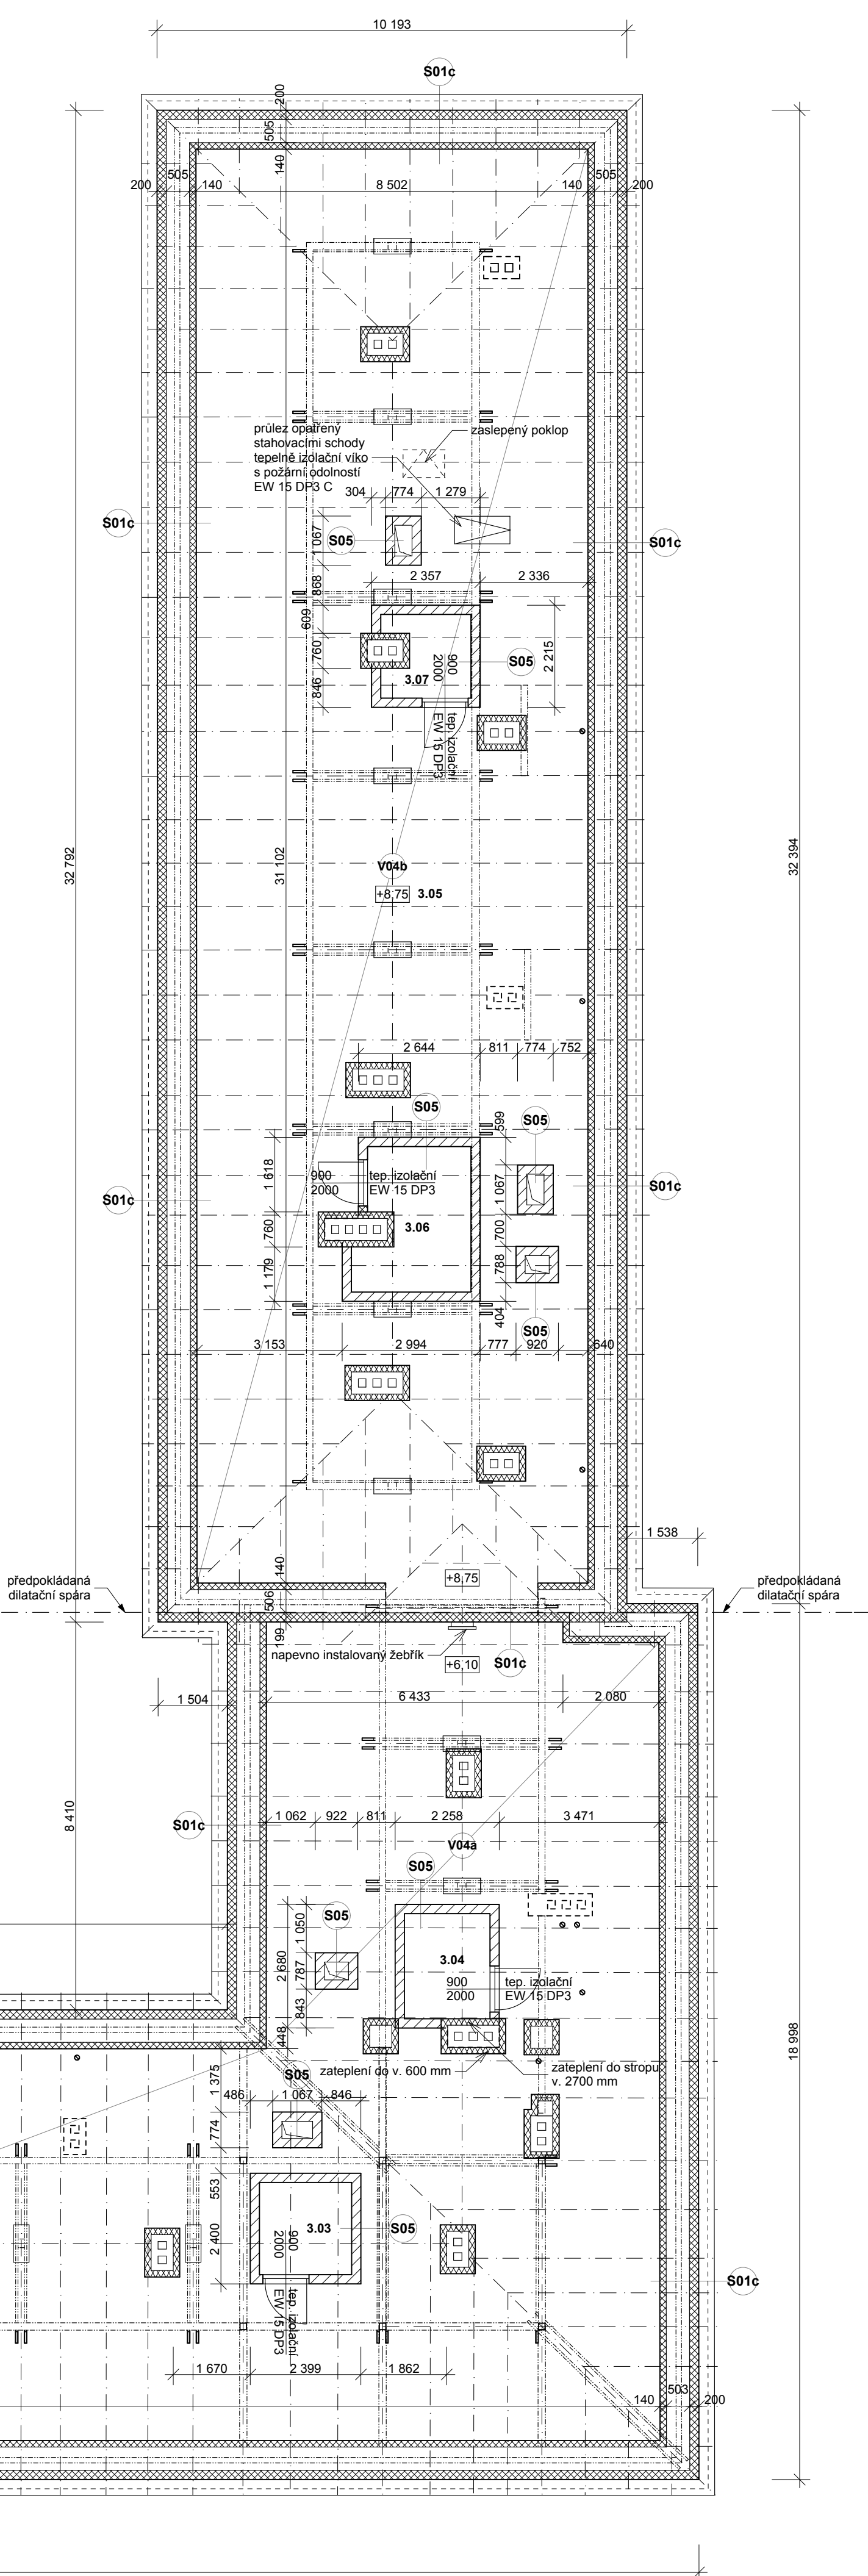 10 193
S01c
200
505
140
200
505
140
8 502
140
505
200
průlez opatřený
stahovacími schody
tepelně izolační víko
s požární odolností
EW 15 DP3 C
zaslepený poklop
304
774
1 279
S01c
S05
S01c
1 067
868
2 357
2 336
609
760
846
3.07
900
2000
S05
2 215
tep. izolační
EW 15 DP3
32 792
31 102
V04b
+8,75
3.05
32 394
2 644
811
774
752
S05
S05
599
1 618
900
2000
tep. izolační
EW 15 DP3
1 067
S01c
S01c
760
3.06
700
1 179
788
404
S05
3 153
2 994
777
920
640
1 538
předpokládaná
dilatační spára
140
+8,75
předpokládaná
dilatační spára
506
199
napevno instalovaný žebřík
+6,10
S01c
1 504
6 433
2 080
8 410
S01c
1 062
922
811
2 258
3 471
V04a
S05
S05
2 680
1 050
787
843
448
3.04
900
2000
tep. izolační
EW 15 DP3
18 998
zateplení do v. 600 mm
zateplení do stropu
v. 2700 mm
1 375
S05
486
1 067
846
774
553
2 400
3.03
900
2000
S05
tep. izolační
EW 15 DP3
S01c
1 670
2 399
1 862
140
503
200